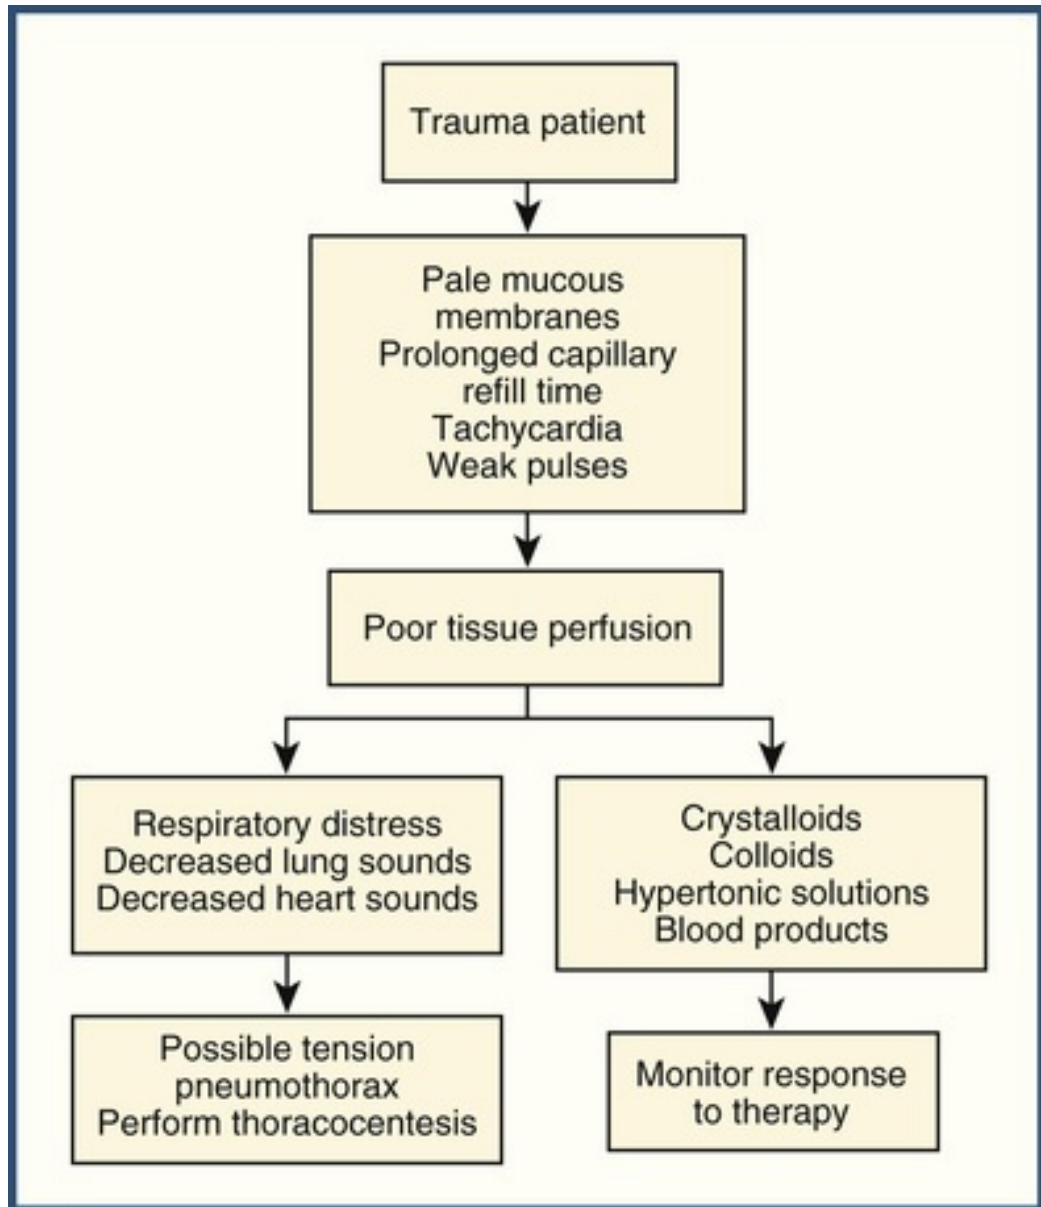 Trauma patient
Pale mucous
membranes
Prolonged capillary
refill time
Tachycardia
Weak pulses
Poor tissue perfusion
Respiratory distress
Decreased lung sounds
Decreased heart sounds
Crystalloids
Colloids
Hypertonic solutions
Blood products
Possible tension
pneumothorax
Perform thoracocentesis
Monitor response
to therapy